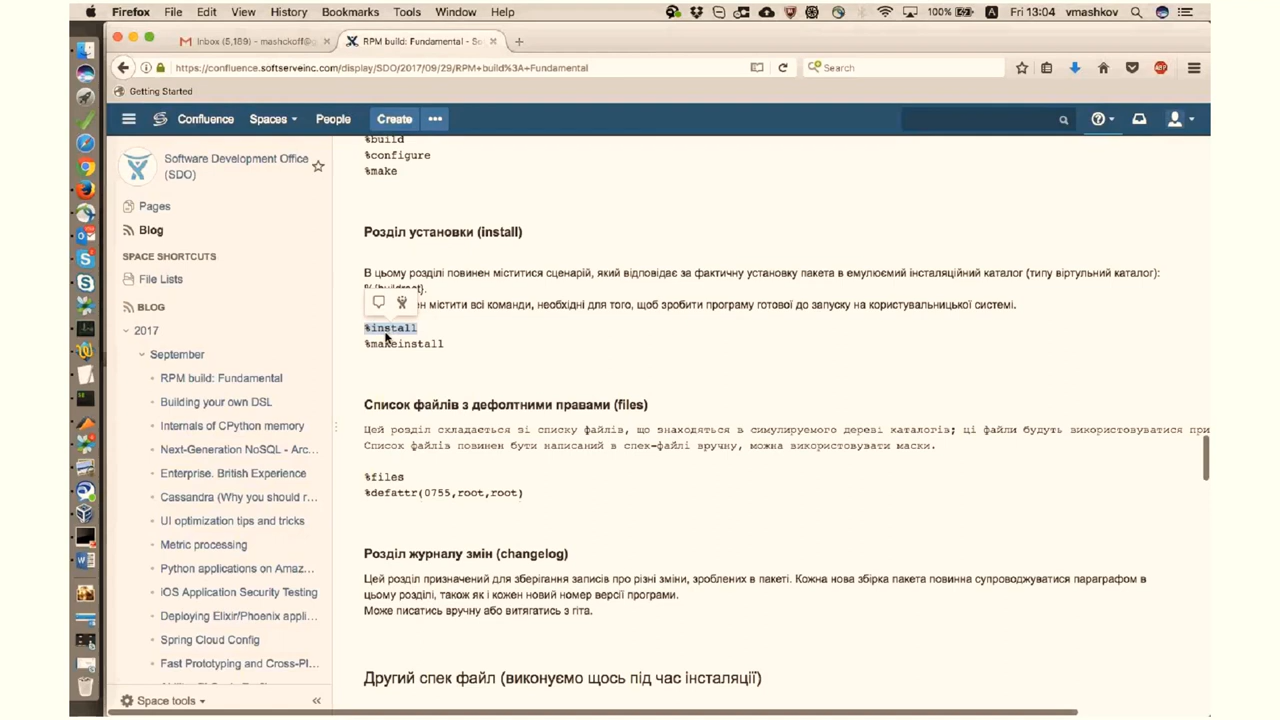 Firefox File Edit View History Bookmarks Tools Window Help 100% Fri 13:04 vmashkov
Inbox (5,189) - mashckoff@g
RPM build: Fundamental - So
https://confluence.softserveinc.com/display/SDO/2017/09/29/RPM+build%3A+Fundamental
Search
Getting Started
Confluence Spaces People Create
Software Development Office
(SDO)
Pages
Blog
SPACE SHORTCUTS
File Lists
BLOG
2017
September
RPM build: Fundamental
Building your own DSL
Internals of CPython memory
Next-Generation NoSQL - Arc...
Enterprise. British Experience
Cassandra (Why you should r...
UI optimization tips and tricks
Metric processing
Python applications on Amaz...
iOS Application Security Testing
Deploying Elixir/Phoenix appli...
Spring Cloud Config
Fast Prototyping and Cross-Pl...
Space tools
%build
%configure
%make
Розділ установки (install)
В цьому розділі повинен міститися сценарій, який відповідає за фактичну установку пакета в емулюємій інсталяційний каталог (типу віртульний каталог):
містити всі команди, необхідні для того, щоб зробити програму готової до запуску на користувальницької системі.
%install
%makeinstall
Список файлів з дефолтними правами (files)
Цей розділ складається зі списку файлів, що знаходяться в симулируемого дереві каталогів; ці файли будуть використовуватися при
Список файлів повинен бути написаний в спек-файлі вручну, можна використовувати маски.
%files
%defattr(0755,root,root)
Розділ журналу змін (changelog)
Цей розділ призначений для зберігання записів про різні зміни, зроблених в пакеті. Кожна нова збірка пакета повинна супроводжуватися параграфом в
цьому розділі, також як і кожен новий номер версії програми.
Може писатись вручну або витягатись з гіта.
Другий спек файл (виконуємо щось під час інсталяції)